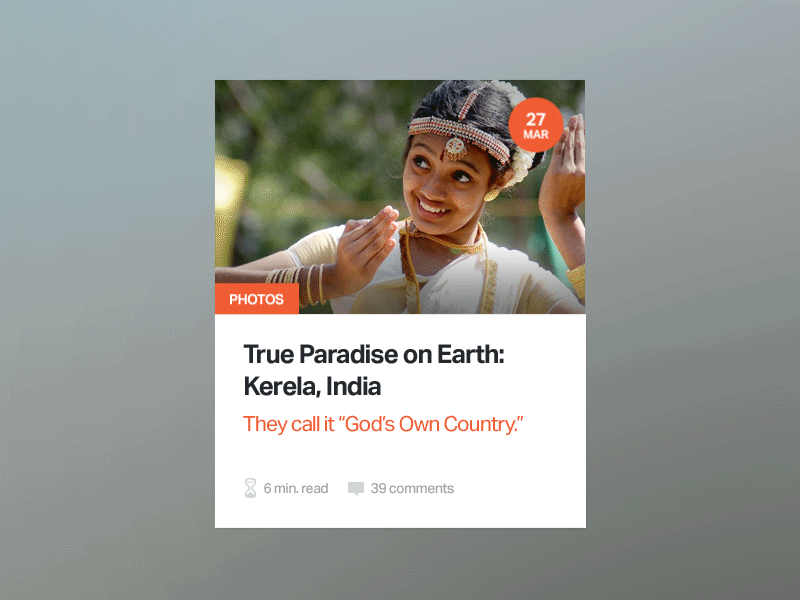 27
MAR
PHOTOS
True Paradise on Earth:
Kerela, India
They call it “God’s Own Country.”
6 min. read 39 comments